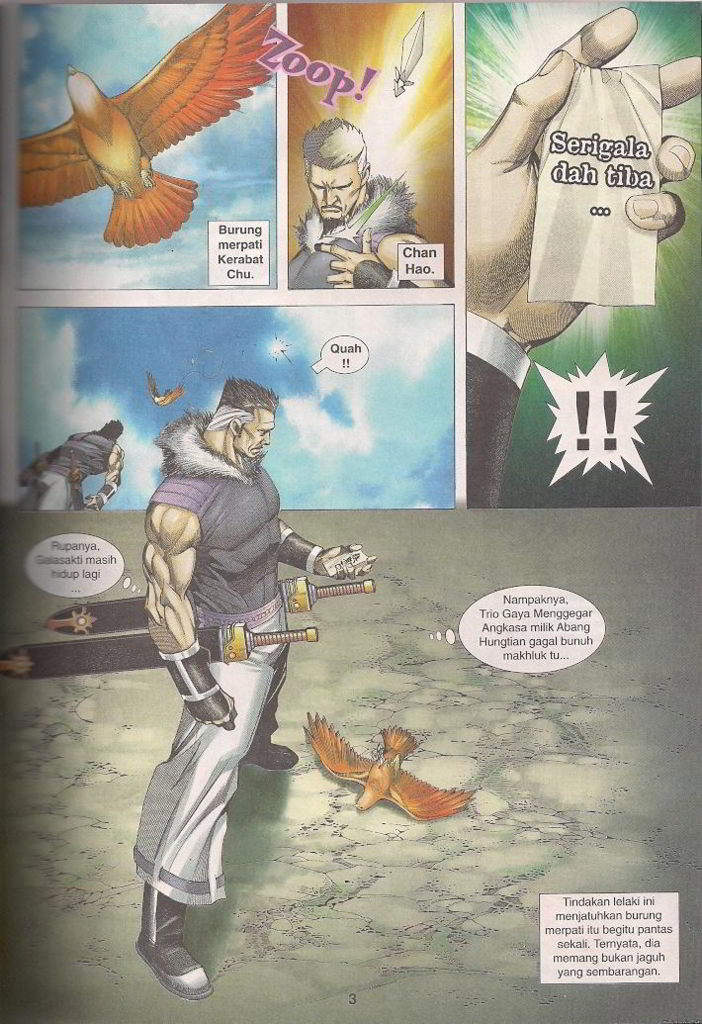 Burung
merpati
Kerabat
Chu.
Zoop!
Chan
Hao.
Serigala
dah tiba
...
!!
Quah
!!
Rupanya,
Galasakti masih
hidup lagi
...
Nampaknya,
Trio Gaya Menggegar
Angkasa milik Abang
Hungtian gagal bunuh
makhluk tu...
Tindakan lelaki ini
menjatuhkan burung
merpati itu begitu pantas
sekali. Ternyata, dia
memang bukan jaguh
yang sembarangan.
3